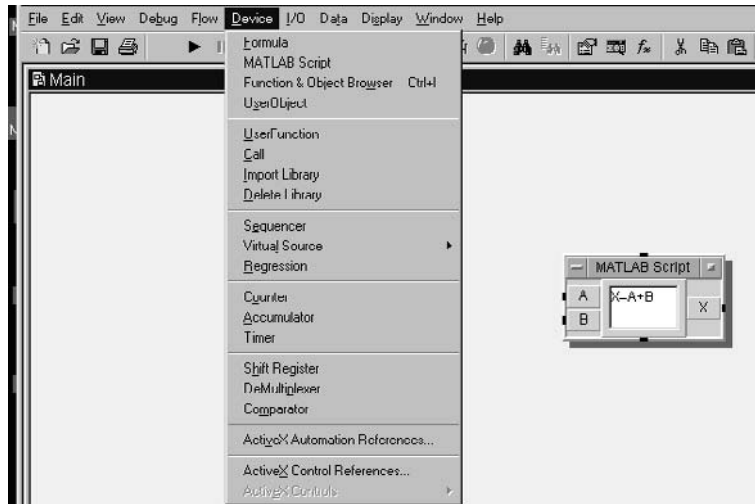 File Edit View Debug Flow Device I/O Data Display Window Help
Main
Formula
MATLAB Script
Function & Object Browser Ctrl+I
UserObject
UserFunction
Call
Import Library
Delete Library
Sequencer
Virtual Source
Regression
Counter
Accumulator
Timer
Shift Register
DeMultiplexer
Comparator
ActiveX Automation References...
ActiveX Control References...
ActiveX Controls
MATLAB Script
A X=A+B X
B